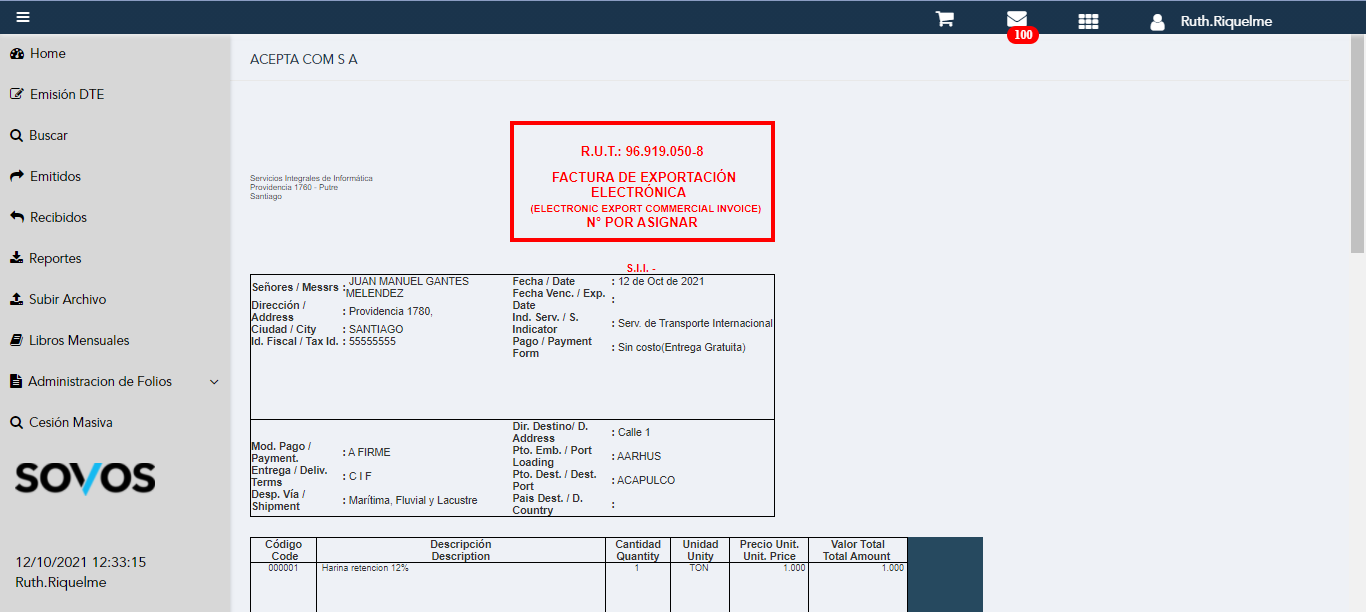 Ruth.Riquelme
100
Home
Emisión DTE
Buscar
Emitidos
Recibidos
Reportes
Subir Archivo
Libros Mensuales
Administracion de Folios
Cesión Masiva
SOVOS
12/10/2021 12:33:15
Ruth.Riquelme
ACEPTA COM S A
Servicios Integrales de Informática
Providencia 1760 - Putre
Santiago
R.U.T.: 96.919.050-8
FACTURA DE EXPORTACIÓN
ELECTRÓNICA
(ELECTRONIC EXPORT COMMERCIAL INVOICE)
N° POR ASIGNAR
S.I.I. -
Señores / Messrs : JUAN MANUEL GANTES
MELENDEZ
Dirección /
Address : Providencia 1780,
Ciudad / City : SANTIAGO
Id. Fiscal / Tax Id. : 55555555
Fecha / Date : 12 de Oct de 2021
Fecha Venc. / Exp.
Date :
Ind. Serv. / S.
Indicator : Serv. de Transporte Internacional
Pago / Payment
Form : Sin costo(Entrega Gratuita)
Mod. Pago /
Payment. : A FIRME
Entrega / Deliv.
Terms : C I F
Desp. Vía /
Shipment : Marítima, Fluvial y Lacustre
Dir. Destino/ D.
Address : Calle 1
Pto. Emb. / Port
Loading : AARHUS
Pto. Dest. / Dest.
Port : ACAPULCO
Pais Dest. / D.
Country :
Código Descripción Cantidad Unidad Precio Unit. Valor Total
Code Description Quantity Unity Unit. Price Total Amount
000001 Harina retencion 12% 1 TON 1.000 1.000